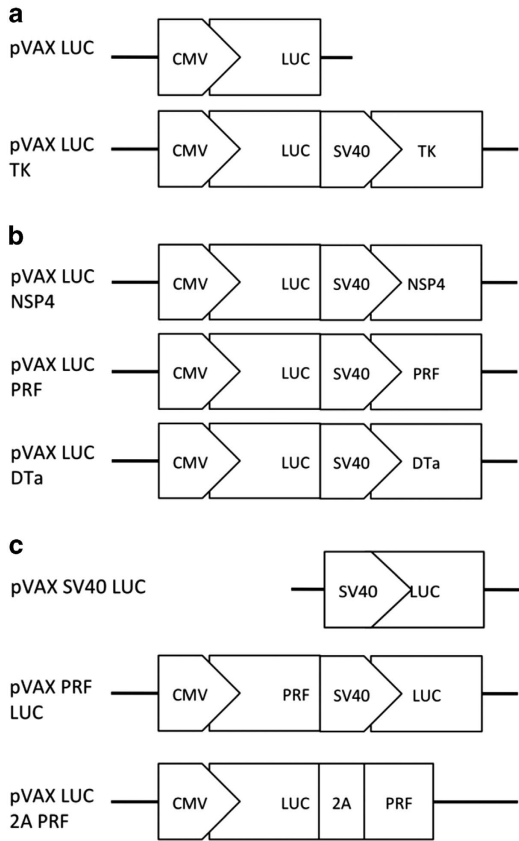 a
pVAX LUC
CMV LUC
pVAX LUC
TK
CMV LUC SV40 TK
b
pVAX LUC
NSP4
CMV LUC SV40 NSP4
pVAX LUC
PRF
CMV LUC SV40 PRF
pVAX LUC
DTa
CMV LUC SV40 DTa
c
pVAX SV40 LUC
SV40 LUC
pVAX PRF
LUC
CMV PRF SV40 LUC
pVAX LUC
2A PRF
CMV LUC 2A PRF